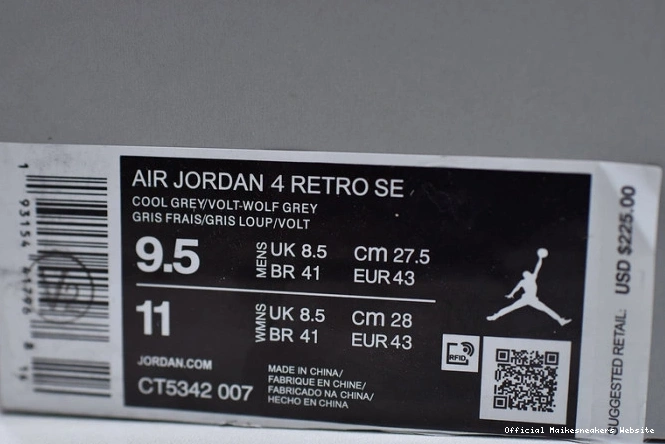 AIR JORDAN 4 RETRO SE
COOL GREY/VOLT-WOLF GREY
GRIS FRAIS/GRIS LOUP/VOLT
9.5 MENS UK 8.5 cm 27.5
BR 41 EUR 43
11 WMNS UK 8.5 cm 28
BR 41 EUR 43
JORDAN.COM
CT5342 007
MADE IN CHINA/
FABRIQUE EN CHINE/
FABRICADO NA CHINA/
HECHO EN CHINA
RFID
UGGESTED RETAIL: USD $225.00
Official Maikesneakers Website